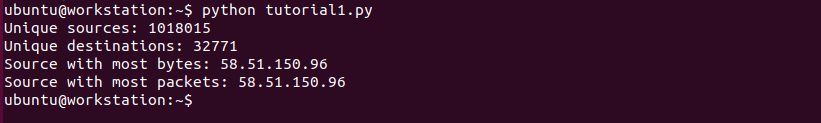 ubuntu@workstation:~$ python tutorial1.py
Unique sources: 1018015
Unique destinations: 32771
Source with most bytes: 58.51.150.96
Source with most packets: 58.51.150.96
ubuntu@workstation:~$